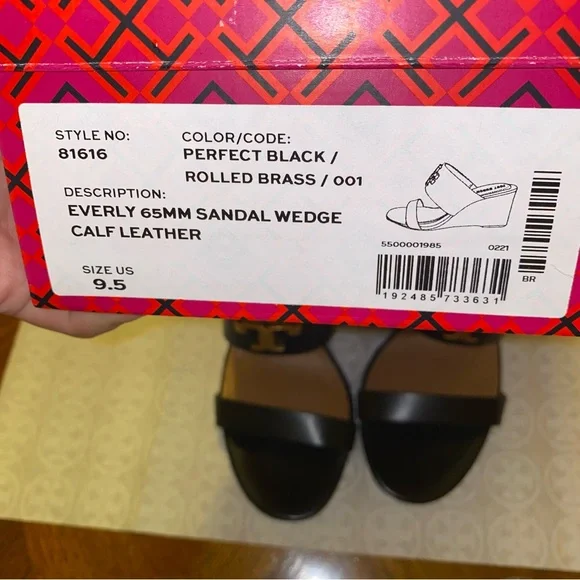 STYLE NO:
81616
COLOR/CODE:
PERFECT BLACK /
ROLLED BRASS / 001
DESCRIPTION:
EVERLY 65MM SANDAL WEDGE
CALF LEATHER
SIZE US
9.5
5500001985 0221
192485 733631
BR